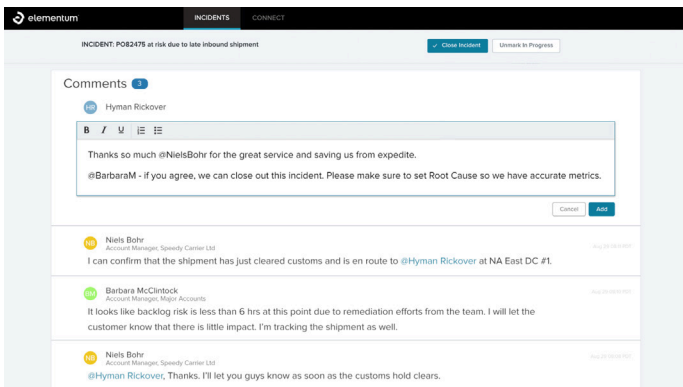 elementum
INCIDENTS
CONNECT
INCIDENT: PO82475 at risk due to late inbound shipment
✓ Close Incident
Unmark In Progress
Comments 3
HR
Hyman Rickover
B I U
Thanks so much @NielsBohr for the great service and saving us from expedite.
@BarbaraM - if you agree, we can close out this incident. Please make sure to set Root Cause so we have accurate metrics.
Cancel
Add
NB
Niels Bohr
Account Manager, Speedy Carrier Ltd
I can confirm that the shipment has just cleared customs and is en route to @Hyman Rickover at NA East DC #1.
BM
Barbara McClintock
Account Manager, Major Accounts
It looks like backlog risk is less than 6 hrs at this point due to remediation efforts from the team. I will let the
customer know that there is little impact. I'm tracking the shipment as well.
NB
Niels Bohr
Account Manager, Speedy Carrier Ltd
@Hyman Rickover, Thanks. I'll let you guys know as soon as the customs hold clears.